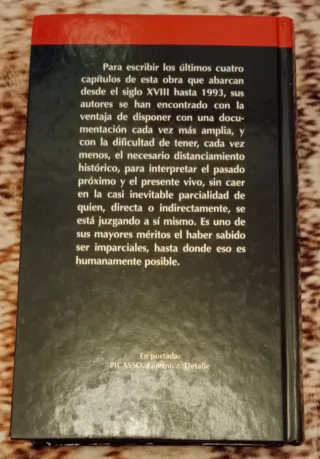 Para escribir los últimos cuatro
capítulos de esta obra que abarcan
desde el siglo XVIII hasta 1993, sus
autores se han encontrado con la
ventaja de disponer con una docu-
mentación cada vez más amplia, y
con la dificultad de tener, cada vez
menos, el necesario distanciamiento
histórico, para interpretar el pasado
próximo y el presente vivo, sin caer
en la casi inevitable parcialidad de
quien, directa o indirectamente, se
está juzgando a sí mismo. Es uno de
sus mayores méritos el haber sabido
ser imparciales, hasta donde eso es
humanamente posible.
En portada:
PICASSO. Guernica. Detalle